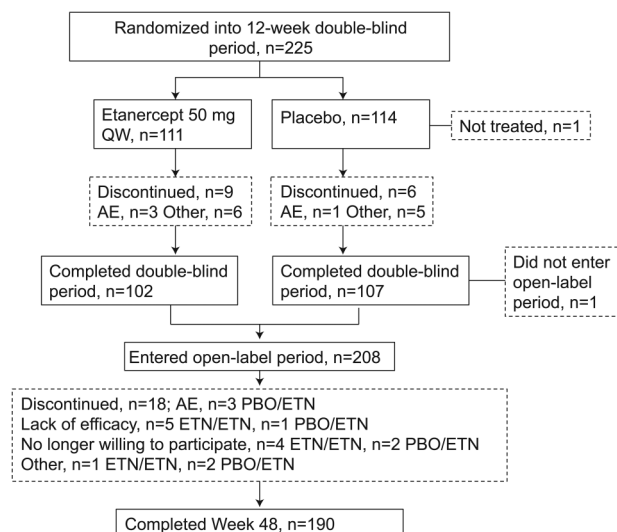 Randomized into 12-week double-blind
period, n=225
Etanercept 50 mg
QW, n=111
Placebo, n=114
Not treated, n=1
Discontinued, n=9
AE, n=3 Other, n=6
Discontinued, n=6
AE, n=1 Other, n=5
Completed double-blind
period, n=102
Completed double-blind
period, n=107
Did not enter
open-label
period, n=1
Entered open-label period, n=208
Discontinued, n=18; AE, n=3 PBO/ETN
Lack of efficacy, n=5 ETN/ETN, n=1 PBO/ETN
No longer willing to participate, n=4 ETN/ETN, n=2 PBO/ETN
Other, n=1 ETN/ETN, n=2 PBO/ETN
Completed Week 48, n=190